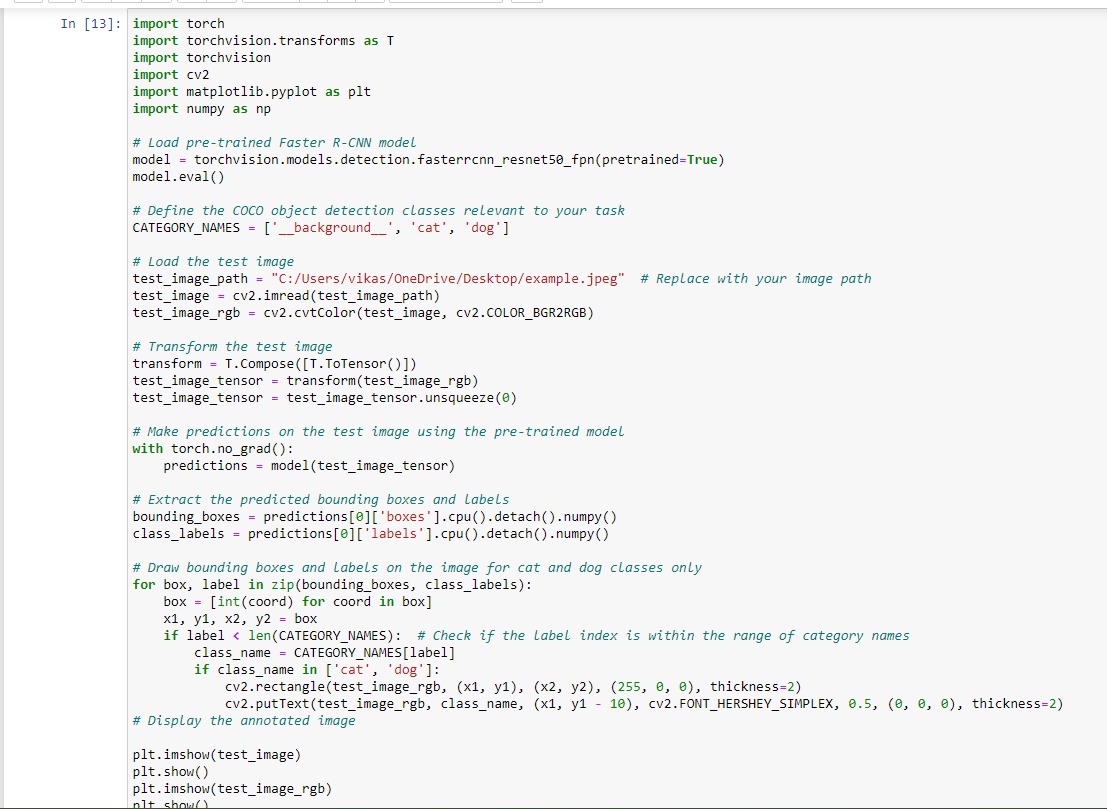 In [13]: import torch
import torchvision.transforms as T
import torchvision
import cv2
import matplotlib.pyplot as plt
import numpy as np
# Load pre-trained Faster R-CNN model
model = torchvision.models.detection.fasterrcnn_resnet50_fpn(pretrained=True)
model.eval()
# Define the COCO object detection classes relevant to your task
CATEGORY_NAMES = ['__background__', 'cat', 'dog']
# Load the test image
test_image_path = "C:/Users/vikas/OneDrive/Desktop/example.jpeg"  # Replace with your image path
test_image = cv2.imread(test_image_path)
test_image_rgb = cv2.cvtColor(test_image, cv2.COLOR_BGR2RGB)
# Transform the test image
transform = T.Compose([T.ToTensor()])
test_image_tensor = transform(test_image_rgb)
test_image_tensor = test_image_tensor.unsqueeze(0)
# Make predictions on the test image using the pre-trained model
with torch.no_grad():
    predictions = model(test_image_tensor)
# Extract the predicted bounding boxes and labels
bounding_boxes = predictions[0]['boxes'].cpu().detach().numpy()
class_labels = predictions[0]['labels'].cpu().detach().numpy()
# Draw bounding boxes and labels on the image for cat and dog classes only
for box, label in zip(bounding_boxes, class_labels):
    box = [int(coord) for coord in box]
    x1, y1, x2, y2 = box
    if label < len(CATEGORY_NAMES):  # Check if the label index is within the range of category names
        class_name = CATEGORY_NAMES[label]
        if class_name in ['cat', 'dog']:
            cv2.rectangle(test_image_rgb, (x1, y1), (x2, y2), (255, 0, 0), thickness=2)
            cv2.putText(test_image_rgb, class_name, (x1, y1 - 10), cv2.FONT_HERSHEY_SIMPLEX, 0.5, (0, 0, 0), thickness=2)
# Display the annotated image
plt.imshow(test_image)
plt.show()
plt.imshow(test_image_rgb)
plt.show()